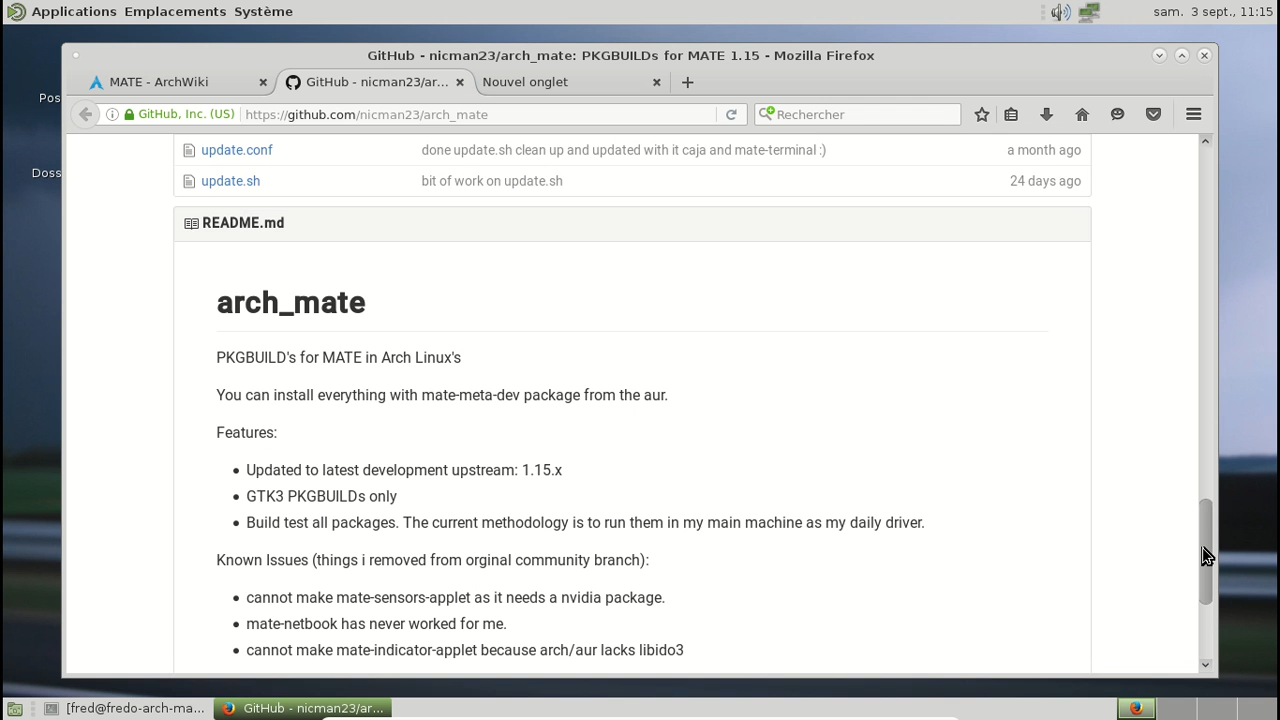 Applications Emplacements Système
sam. 3 sept., 11:15
Pos
Doss
GitHub - nicman23/arch_mate: PKGBUILDs for MATE 1.15 - Mozilla Firefox
MATE - ArchWiki
GitHub - nicman23/ar...
Nouvel onglet
GitHub, Inc. (US)
https://github.com/nicman23/arch_mate
Rechercher
update.conf done update.sh clean up and updated with it caja and mate-terminal :) a month ago
update.sh bit of work on update.sh 24 days ago
README.md
arch_mate
PKGBUILD's for MATE in Arch Linux's
You can install everything with mate-meta-dev package from the aur.
Features:
• Updated to latest development upstream: 1.15.x
• GTK3 PKGBUILDs only
• Build test all packages. The current methodology is to run them in my main machine as my daily driver.
Known Issues (things i removed from orginal community branch):
• cannot make mate-sensors-applet as it needs a nvidia package.
• mate-netbook has never worked for me.
• cannot make mate-indicator-applet because arch/aur lacks libido3
[fred@fredo-arch-ma...
GitHub - nicman23/ar...